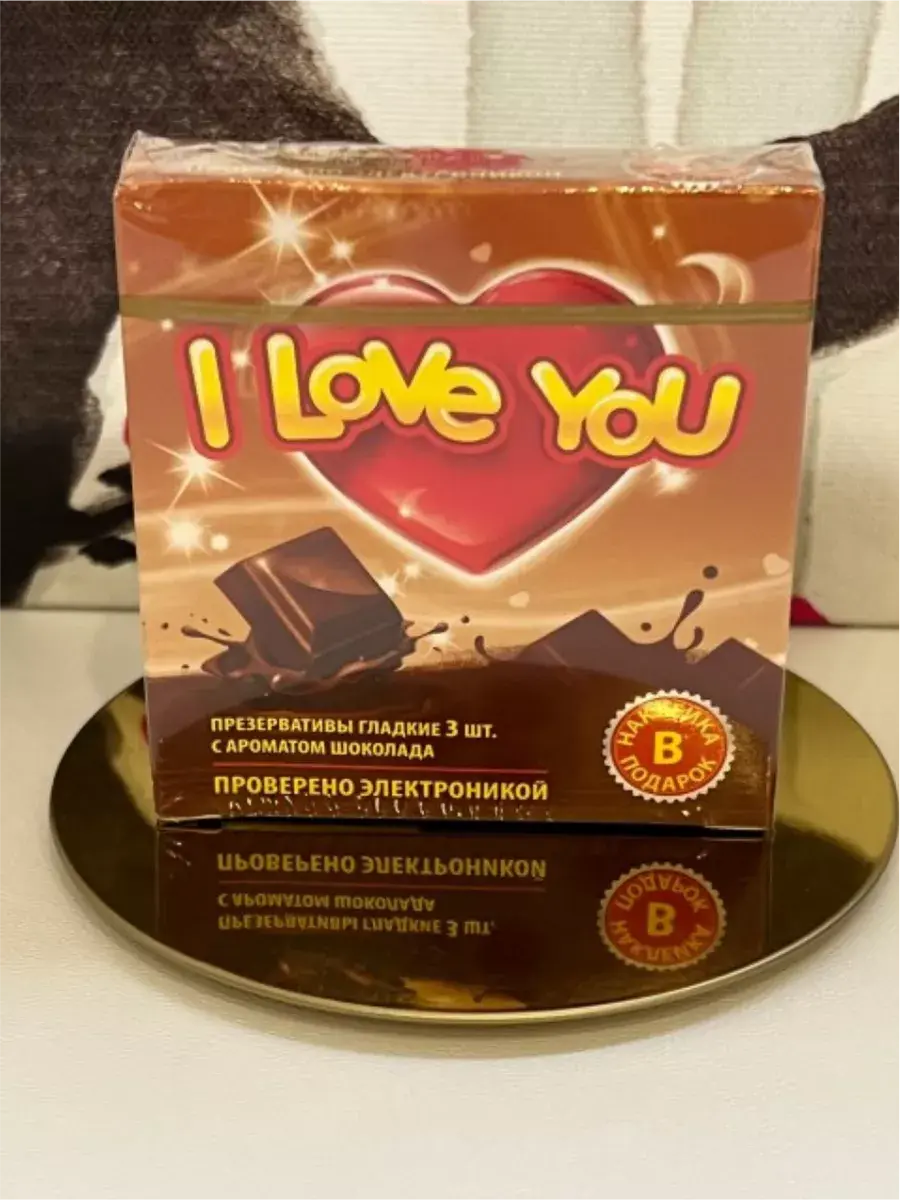 I LOVE YOU
ПРЕЗЕРВАТИВЫ ГЛАДКИЕ 3 ШТ.
С АРОМАТОМ ШОКОЛАДА
ПРОВЕРЕНО ЭЛЕКТРОНИКОЙ
НАКЛЕЙКА
В
ПОДАРОК